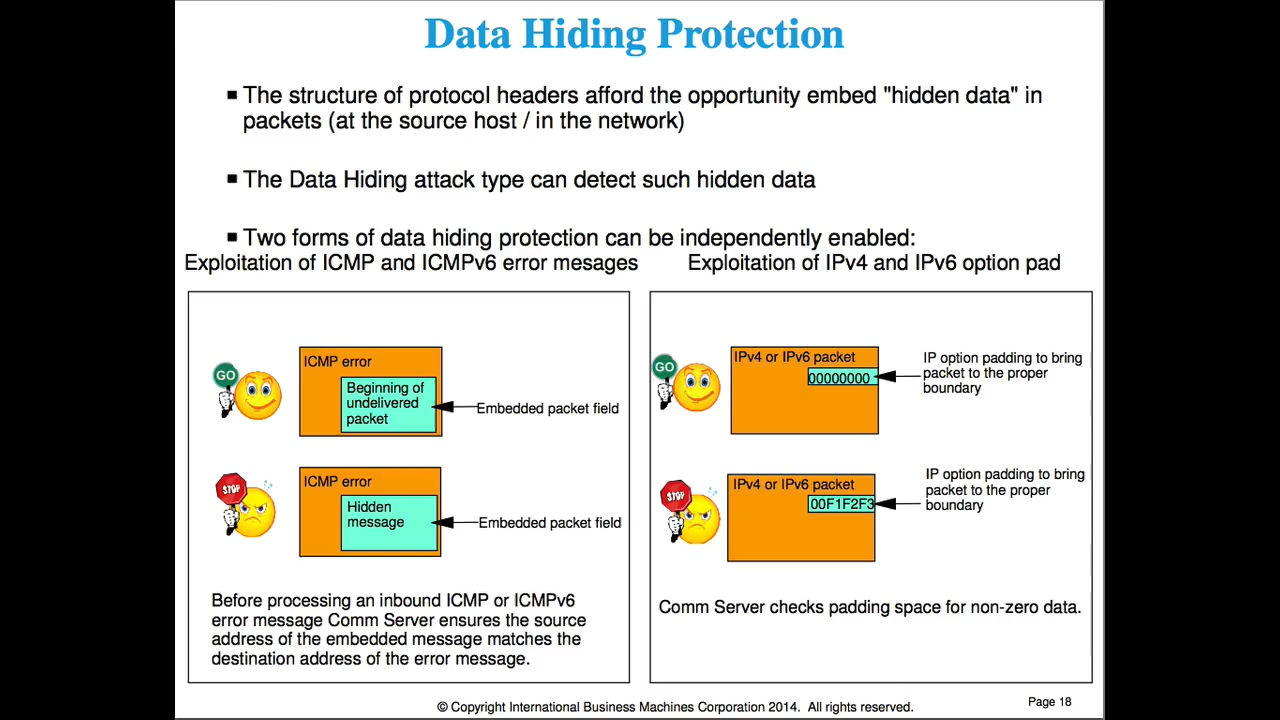 Data Hiding Protection
▪ The structure of protocol headers afford the opportunity embed "hidden data" in
packets (at the source host / in the network)
▪ The Data Hiding attack type can detect such hidden data
▪ Two forms of data hiding protection can be independently enabled:
Exploitation of ICMP and ICMPv6 error mesages
GO
ICMP error
Beginning of
undelivered
packet
Embedded packet field
STOP
ICMP error
Hidden
message
Embedded packet field
Before processing an inbound ICMP or ICMPv6
error message Comm Server ensures the source
address of the embedded message matches the
destination address of the error message.
Exploitation of IPv4 and IPv6 option pad
GO
IPv4 or IPv6 packet
00000000
IP option padding to bring
packet to the proper
boundary
STOP
IPv4 or IPv6 packet
00F1F2F3
IP option padding to bring
packet to the proper
boundary
Comm Server checks padding space for non-zero data.
© Copyright International Business Machines Corporation 2014. All rights reserved.
Page 18